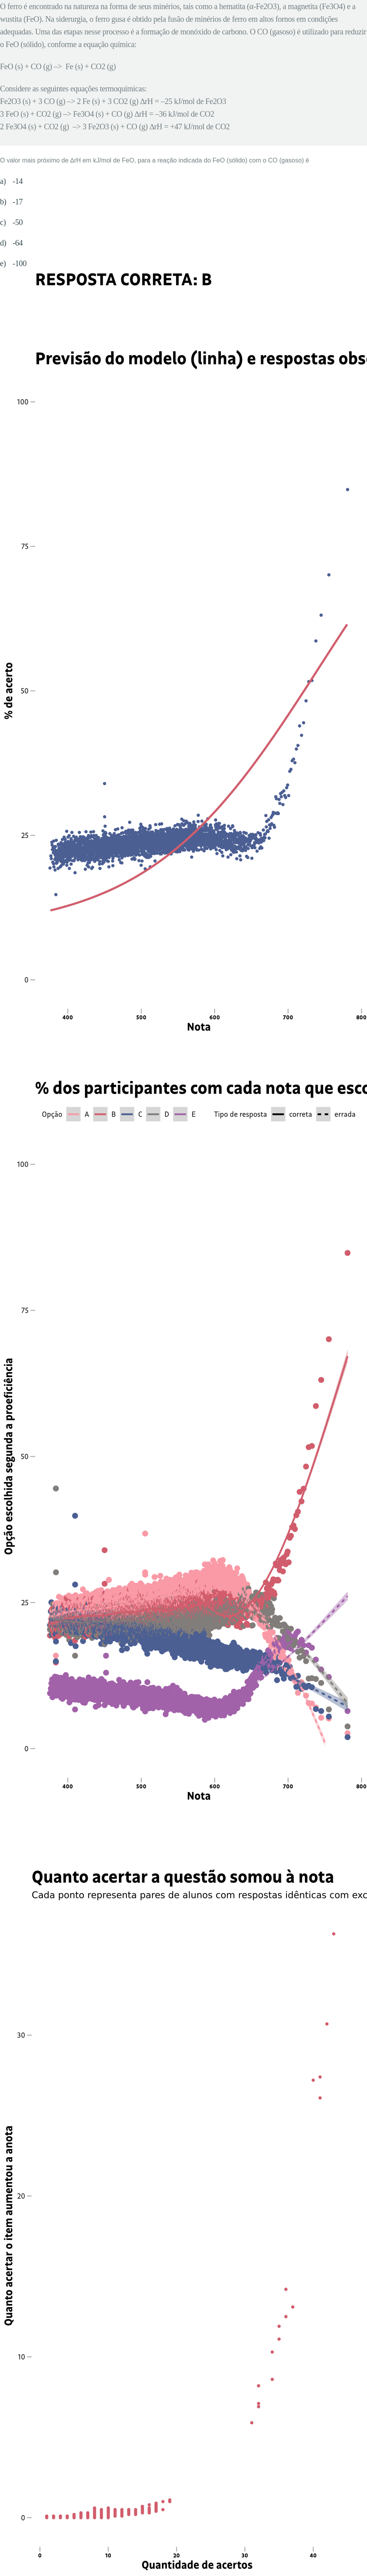 O ferro é encontrado na natureza na forma de seus minérios, tais como a hematita (α-Fe2O3), a magnetita (Fe3O4) e a
wustita (FeO). Na siderurgia, o ferro gusa é obtido pela fusão de minérios de ferro em altos fornos em condições
adequadas. Uma das etapas nesse processo é a formação de monóxido de carbono. O CO (gasoso) é utilizado para reduzir
o FeO (sólido), conforme a equação química:
FeO (s) + CO (g) –> Fe (s) + CO2 (g)
Considere as seguintes equações termoquímicas:
Fe2O3 (s) + 3 CO (g) –> 2 Fe (s) + 3 CO2 (g) ΔrH = –25 kJ/mol de Fe2O3
3 FeO (s) + CO2 (g) –> Fe3O4 (s) + CO (g) ΔrH = –36 kJ/mol de CO2
2 Fe3O4 (s) + CO2 (g) –> 3 Fe2O3 (s) + CO (g) ΔrH = +47 kJ/mol de CO2
O valor mais próximo de ΔrH em kJ/mol de FeO, para a reação indicada do FeO (sólido) com o CO (gasoso) é
a) -14
b) -17
c) -50
d) -64
e) -100
RESPOSTA CORRETA: B
Previsão do modelo (linha) e respostas obs
100
75
50
25
0
% de acerto
400 500 600 700 800
Nota
% dos participantes com cada nota que esco
Opção A B C D E Tipo de resposta correta errada
100
75
50
25
0
Opção escolhida segunda a proeficiência
400 500 600 700 800
Nota
Quanto acertar a questão somou à nota
Cada ponto representa pares de alunos com respostas idênticas com exc
30
20
10
0
Quanto acertar o item aumentou a anota
0 10 20 30 40
Quantidade de acertos